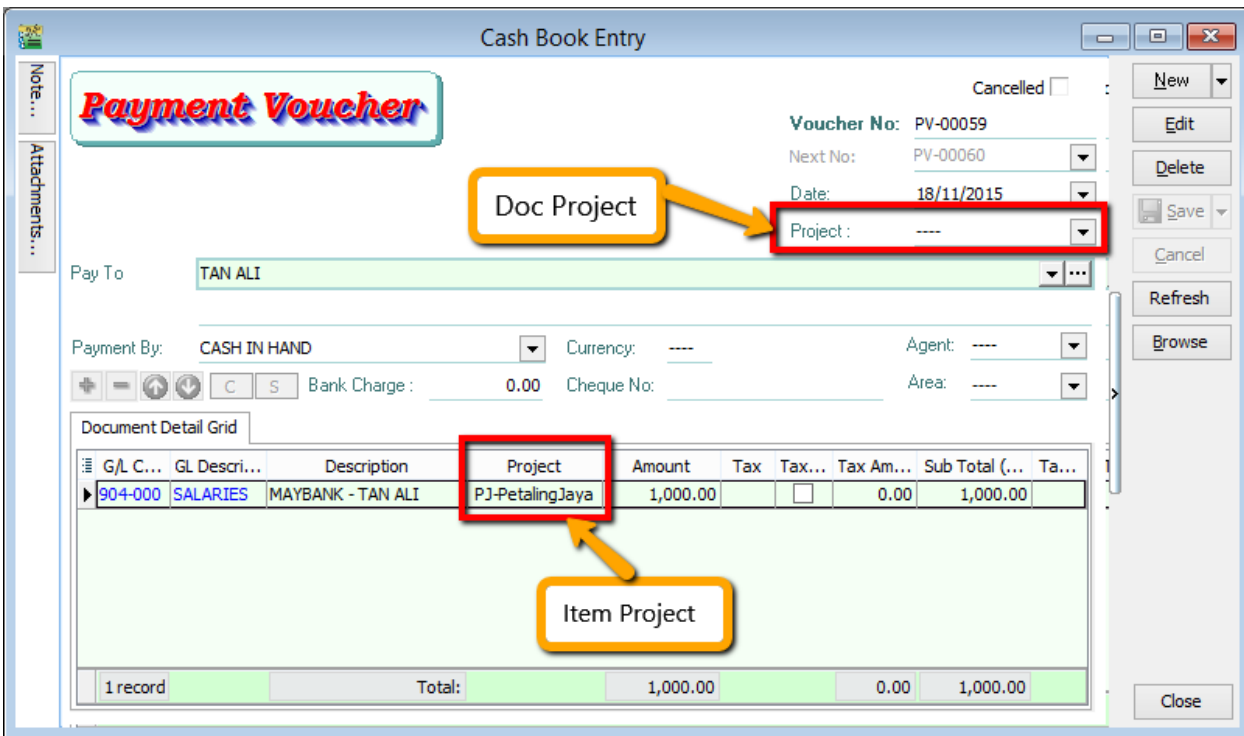 Cash Book Entry
Note...
Attachments...
Payment Voucher
Cancelled
Voucher No: PV-00059
Next No: PV-00060
Date: 18/11/2015
Project : ----
Doc Project
Pay To TAN ALI
Payment By: CASH IN HAND Currency: ---- Agent: ----
C S Bank Charge : 0.00 Cheque No: Area: ----
Document Detail Grid
G/L C... GL Descri... Description Project Amount Tax Tax... Tax Am... Sub Total (... Ta...
904-000 SALARIES MAYBANK - TAN ALI PJ-PetalingJaya 1,000.00 0.00 1,000.00
Item Project
1 record Total: 1,000.00 0.00 1,000.00
New
Edit
Delete
Save
Cancel
Refresh
Browse
Close